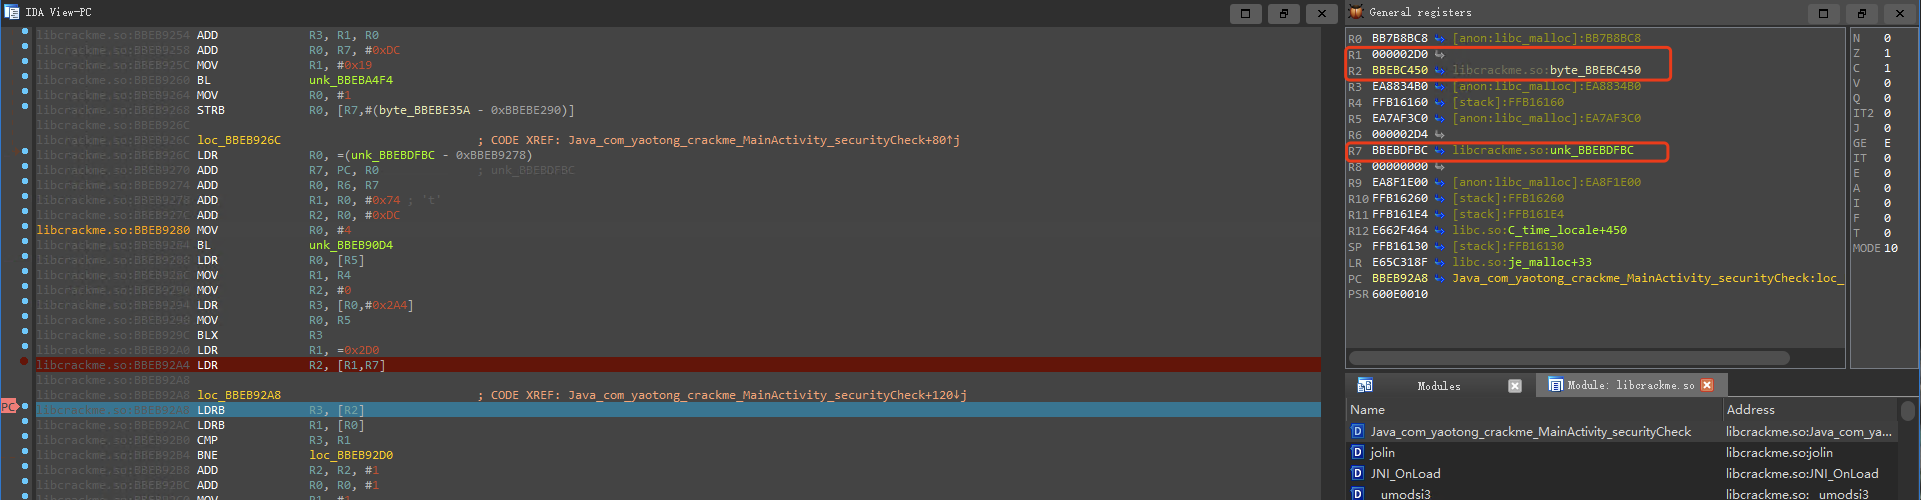 IDA View-PC
libcrackme.so:BBEB9254 ADD R3, R1, R0
libcrackme.so:BBEB9258 ADD R0, R7, #0xDC
libcrackme.so:BBEB925C MOV R1, #0x19
libcrackme.so:BBEB9260 BL unk_BBEBA4F4
libcrackme.so:BBEB9264 MOV R0, #1
libcrackme.so:BBEB9268 STRB R0, [R7,#(byte_BBEBE35A - 0xBBEBE290)]
libcrackme.so:BBEB926C
libcrackme.so:BBEB926C loc_BBEB926C ; CODE XREF: Java_com_yaotong_crackme_MainActivity_securityCheck+80↑j
libcrackme.so:BBEB926C LDR R0, =(unk_BBEBDFBC - 0xBBEB9278)
libcrackme.so:BBEB9270 ADD R7, PC, R0 ; unk_BBEBDFBC
libcrackme.so:BBEB9274 ADD R0, R6, R7
libcrackme.so:BBEB9278 ADD R1, R0, #0x74 ; 't'
libcrackme.so:BBEB927C ADD R2, R0, #0xDC
libcrackme.so:BBEB9280 MOV R0, #4
libcrackme.so:BBEB9284 BL unk_BBEB90D4
libcrackme.so:BBEB9288 LDR R0, [R5]
libcrackme.so:BBEB928C MOV R1, R4
libcrackme.so:BBEB9290 MOV R2, #0
libcrackme.so:BBEB9294 LDR R3, [R0,#0x2A4]
libcrackme.so:BBEB9298 MOV R0, R5
libcrackme.so:BBEB929C BLX R3
libcrackme.so:BBEB92A0 LDR R1, =0x2D0
libcrackme.so:BBEB92A4 LDR R2, [R1,R7]
libcrackme.so:BBEB92A8
libcrackme.so:BBEB92A8 loc_BBEB92A8 ; CODE XREF: Java_com_yaotong_crackme_MainActivity_securityCheck+120↓j
PC libcrackme.so:BBEB92A8 LDRB R3, [R2]
libcrackme.so:BBEB92AC LDRB R1, [R0]
libcrackme.so:BBEB92B0 CMP R3, R1
libcrackme.so:BBEB92B4 BNE loc_BBEB92D0
libcrackme.so:BBEB92B8 ADD R2, R2, #1
libcrackme.so:BBEB92BC ADD R0, R0, #1
MOV R1, #1
General registers
R0 BB7B8BC8 [anon:libc_malloc]:BB7B8BC8
R1 000002D0
R2 BBEBC450 libcrackme.so:byte_BBEBC450
R3 EA8834B0 [anon:libc_malloc]:EA8834B0
R4 FFB16160 [stack]:FFB16160
R5 EA7AF3C0 [anon:libc_malloc]:EA7AF3C0
R6 000002D4
R7 BBEBDFBC libcrackme.so:unk_BBEBDFBC
R8 00000000
R9 EA8F1E00 [anon:libc_malloc]:EA8F1E00
R10 FFB16260 [stack]:FFB16260
R11 FFB161E4 [stack]:FFB161E4
R12 E662F464 libc.so:C_time_locale+450
SP FFB16130 [stack]:FFB16130
LR E65C318F libc.so:je_malloc+33
PC BBEB92A8 Java_com_yaotong_crackme_MainActivity_securityCheck:loc_
PSR 600E0010
N 0
Z 1
C 1
V 0
Q 0
IT2 0
J 0
GE E
IT 0
E 0
A 0
I 0
F 0
T 0
MODE 10
Modules
Module: libcrackme.so
Name Address
Java_com_yaotong_crackme_MainActivity_securityCheck libcrackme.so:Java_com_ya...
jolin libcrackme.so:jolin
JNI_OnLoad libcrackme.so:JNI_OnLoad
__umodsi3 libcrackme.so:__umodsi3